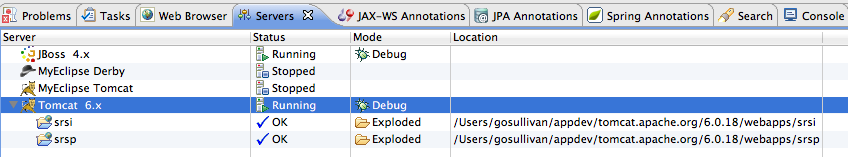 Problems Tasks Web Browser Servers JAX-WS Annotations JPA Annotations Spring Annotations Search Console
Server Status Mode Location
JBoss 4.x Running Debug
MyEclipse Derby Stopped
MyEclipse Tomcat Stopped
Tomcat 6.x Running Debug
srsi OK Exploded /Users/gosullivan/appdev/tomcat.apache.org/6.0.18/webapps/srsi
srsp OK Exploded /Users/gosullivan/appdev/tomcat.apache.org/6.0.18/webapps/srsp